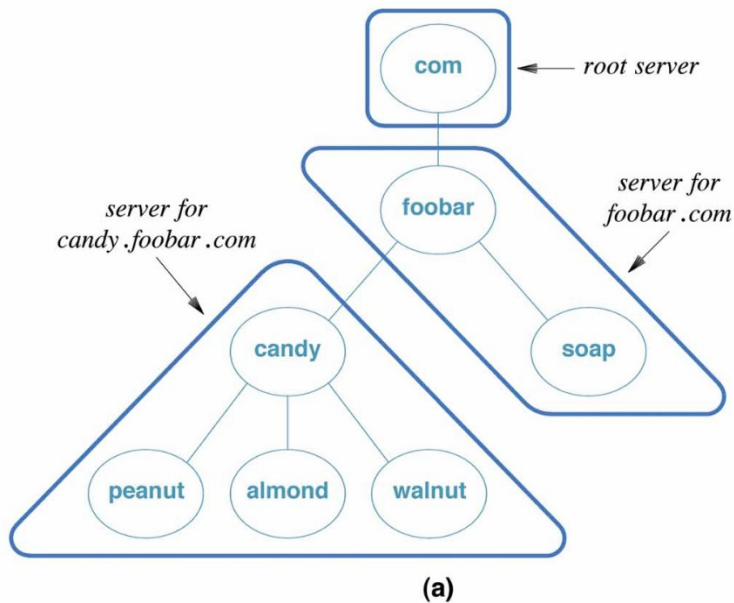 com
root server
foobar
server for
foobar .com
server for
candy .foobar .com
candy
soap
peanut
almond
walnut
(a)